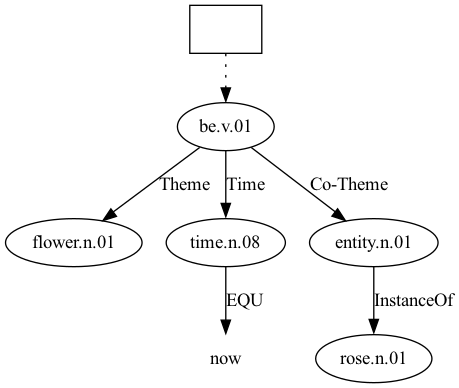 be.v.01
Theme Time Co-Theme
flower.n.01 time.n.08 entity.n.01
EQU InstanceOf
now rose.n.01